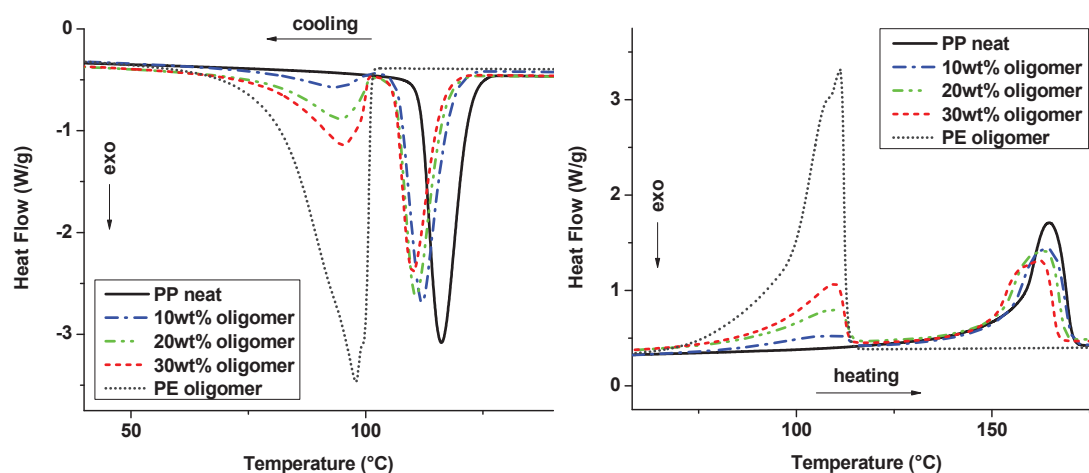 cooling
0
-1
-2
-3
exo
Heat Flow (W/g)
PP neat
10wt% oligomer
20wt% oligomer
30wt% oligomer
PE oligomer
50
100
Temperature (°C)
PP neat
10wt% oligomer
20wt% oligomer
30wt% oligomer
PE oligomer
3
2
1
0
exo
Heat Flow (W/g)
heating
100
150
Temperature (°C)